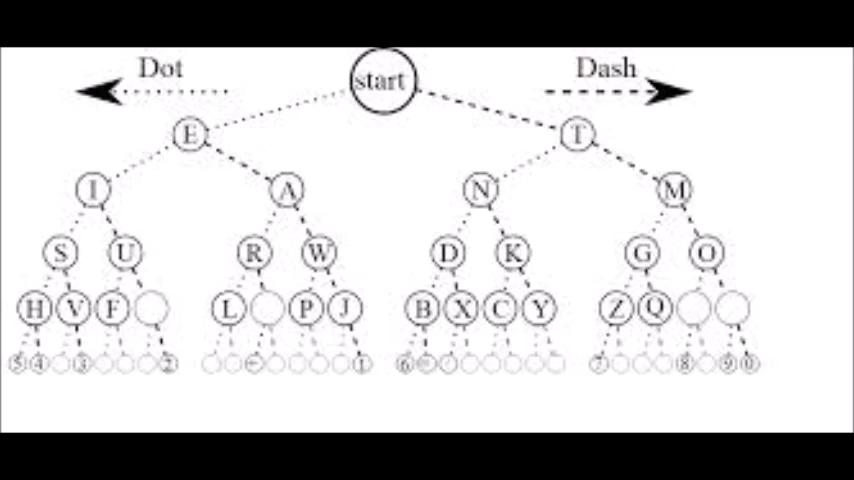 Dot start Dash
E T
I A N M
S U R W D K G O
H V F L P J B X C Y Z Q
5 4 3 2 + 1 6 = / 7 8 9 0